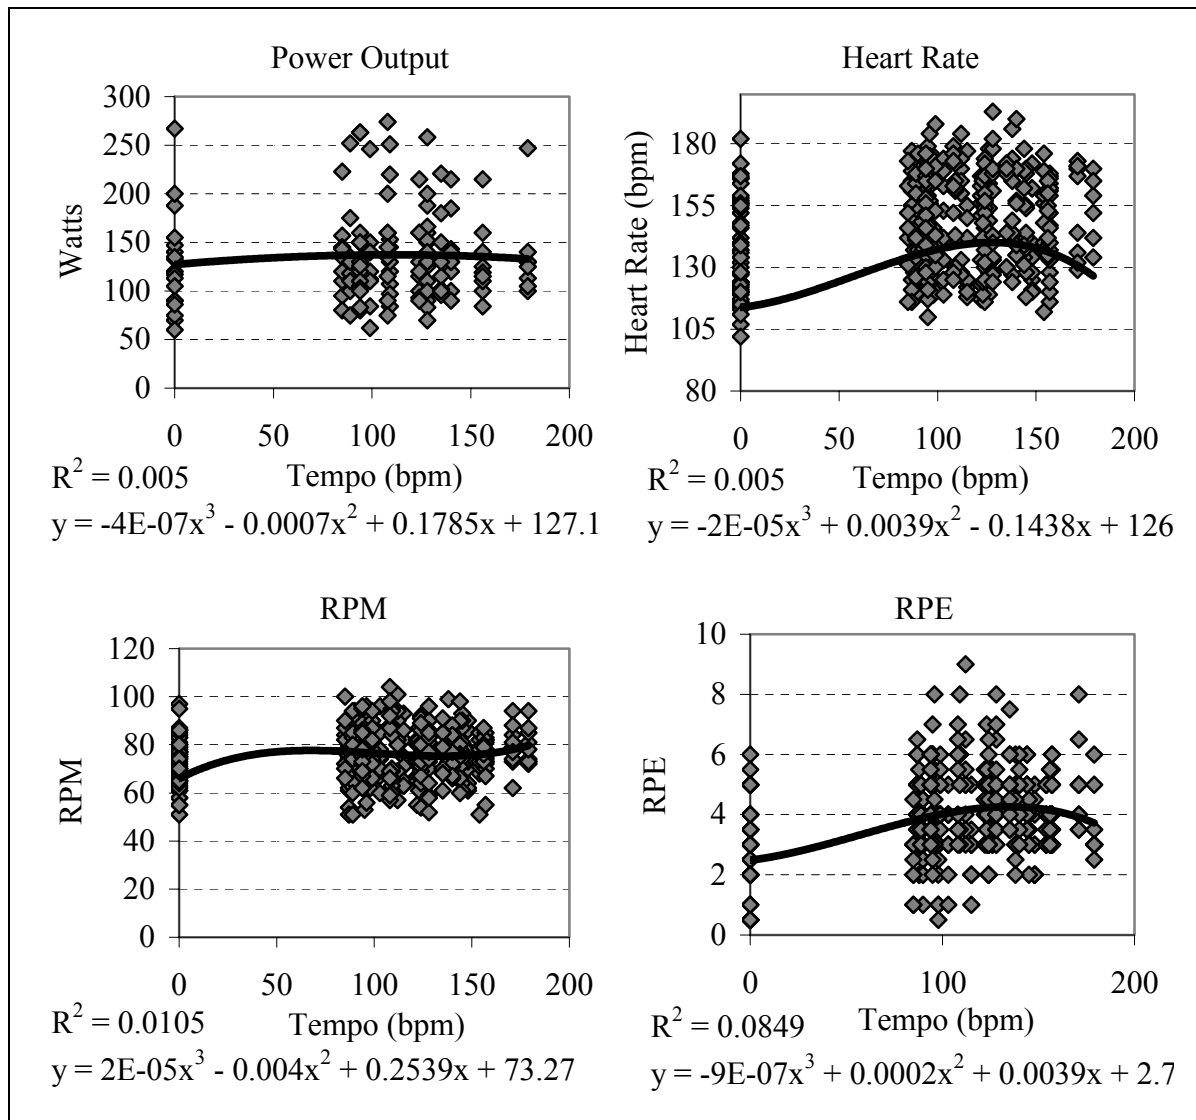 Power Output
300
250
200
150
100
50
0
Watts
0 50 100 150 200
R² = 0.005 Tempo (bpm)
y = -4E-07x³ - 0.0007x² + 0.1785x + 127.1
Heart Rate
180
155
130
105
80
Heart Rate (bpm)
0 50 100 150 200
R² = 0.005 Tempo (bpm)
y = -2E-05x³ + 0.0039x² - 0.1438x + 126
RPM
120
100
80
60
40
20
0
RPM
0 50 100 150 200
R² = 0.0105 Tempo (bpm)
y = 2E-05x³ - 0.004x² + 0.2539x + 73.27
RPE
10
8
6
4
2
0
RPE
0 100 200
R² = 0.0849 Tempo (bpm)
y = -9E-07x³ + 0.0002x² + 0.0039x + 2.7